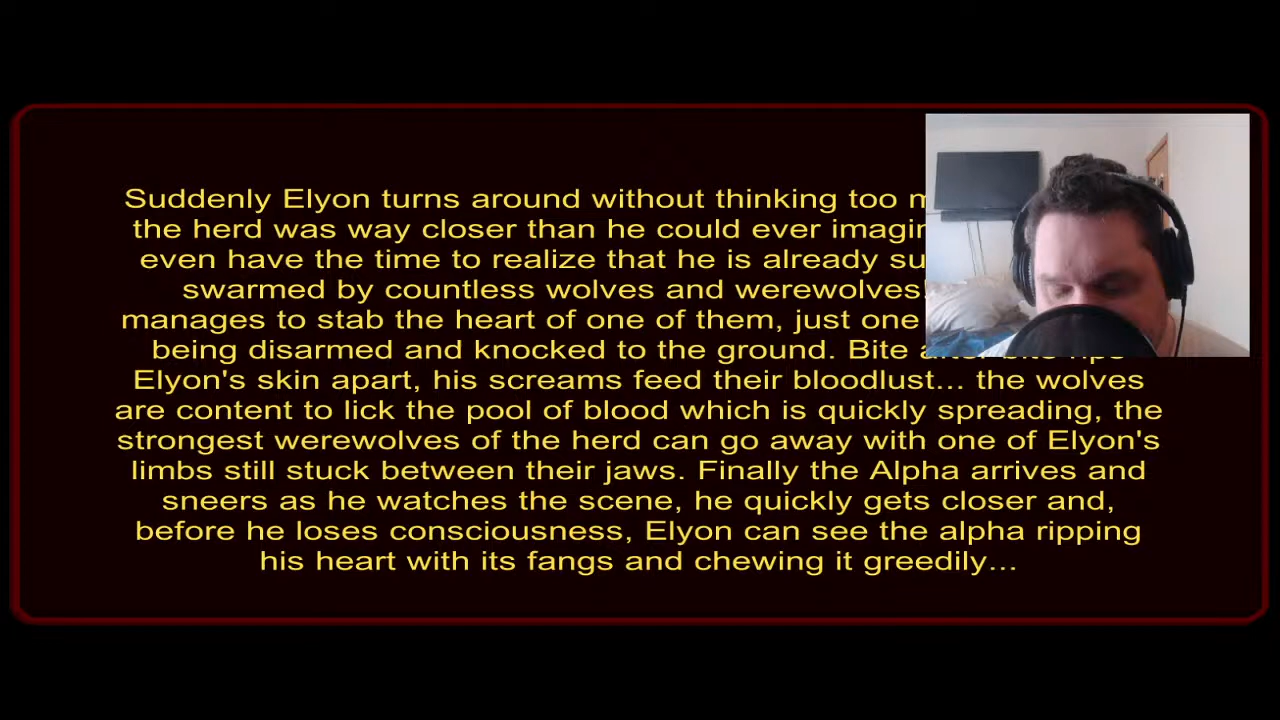 Suddenly Elyon turns around without thinking too
the herd was way closer than he could ever
even have the time to realize that he is already
swarmed by countless wolves and werewolves!
manages to stab the heart of one of them, just one
being disarmed and knocked to the ground. Bite
Elyon's skin apart, his screams feed their bloodlust... the wolves
are content to lick the pool of blood which is quickly spreading, the
strongest werewolves of the herd can go away with one of Elyon's
limbs still stuck between their jaws. Finally the Alpha arrives and
sneers as he watches the scene, he quickly gets closer and,
before he loses consciousness, Elyon can see the alpha ripping
his heart with its fangs and chewing it greedily...